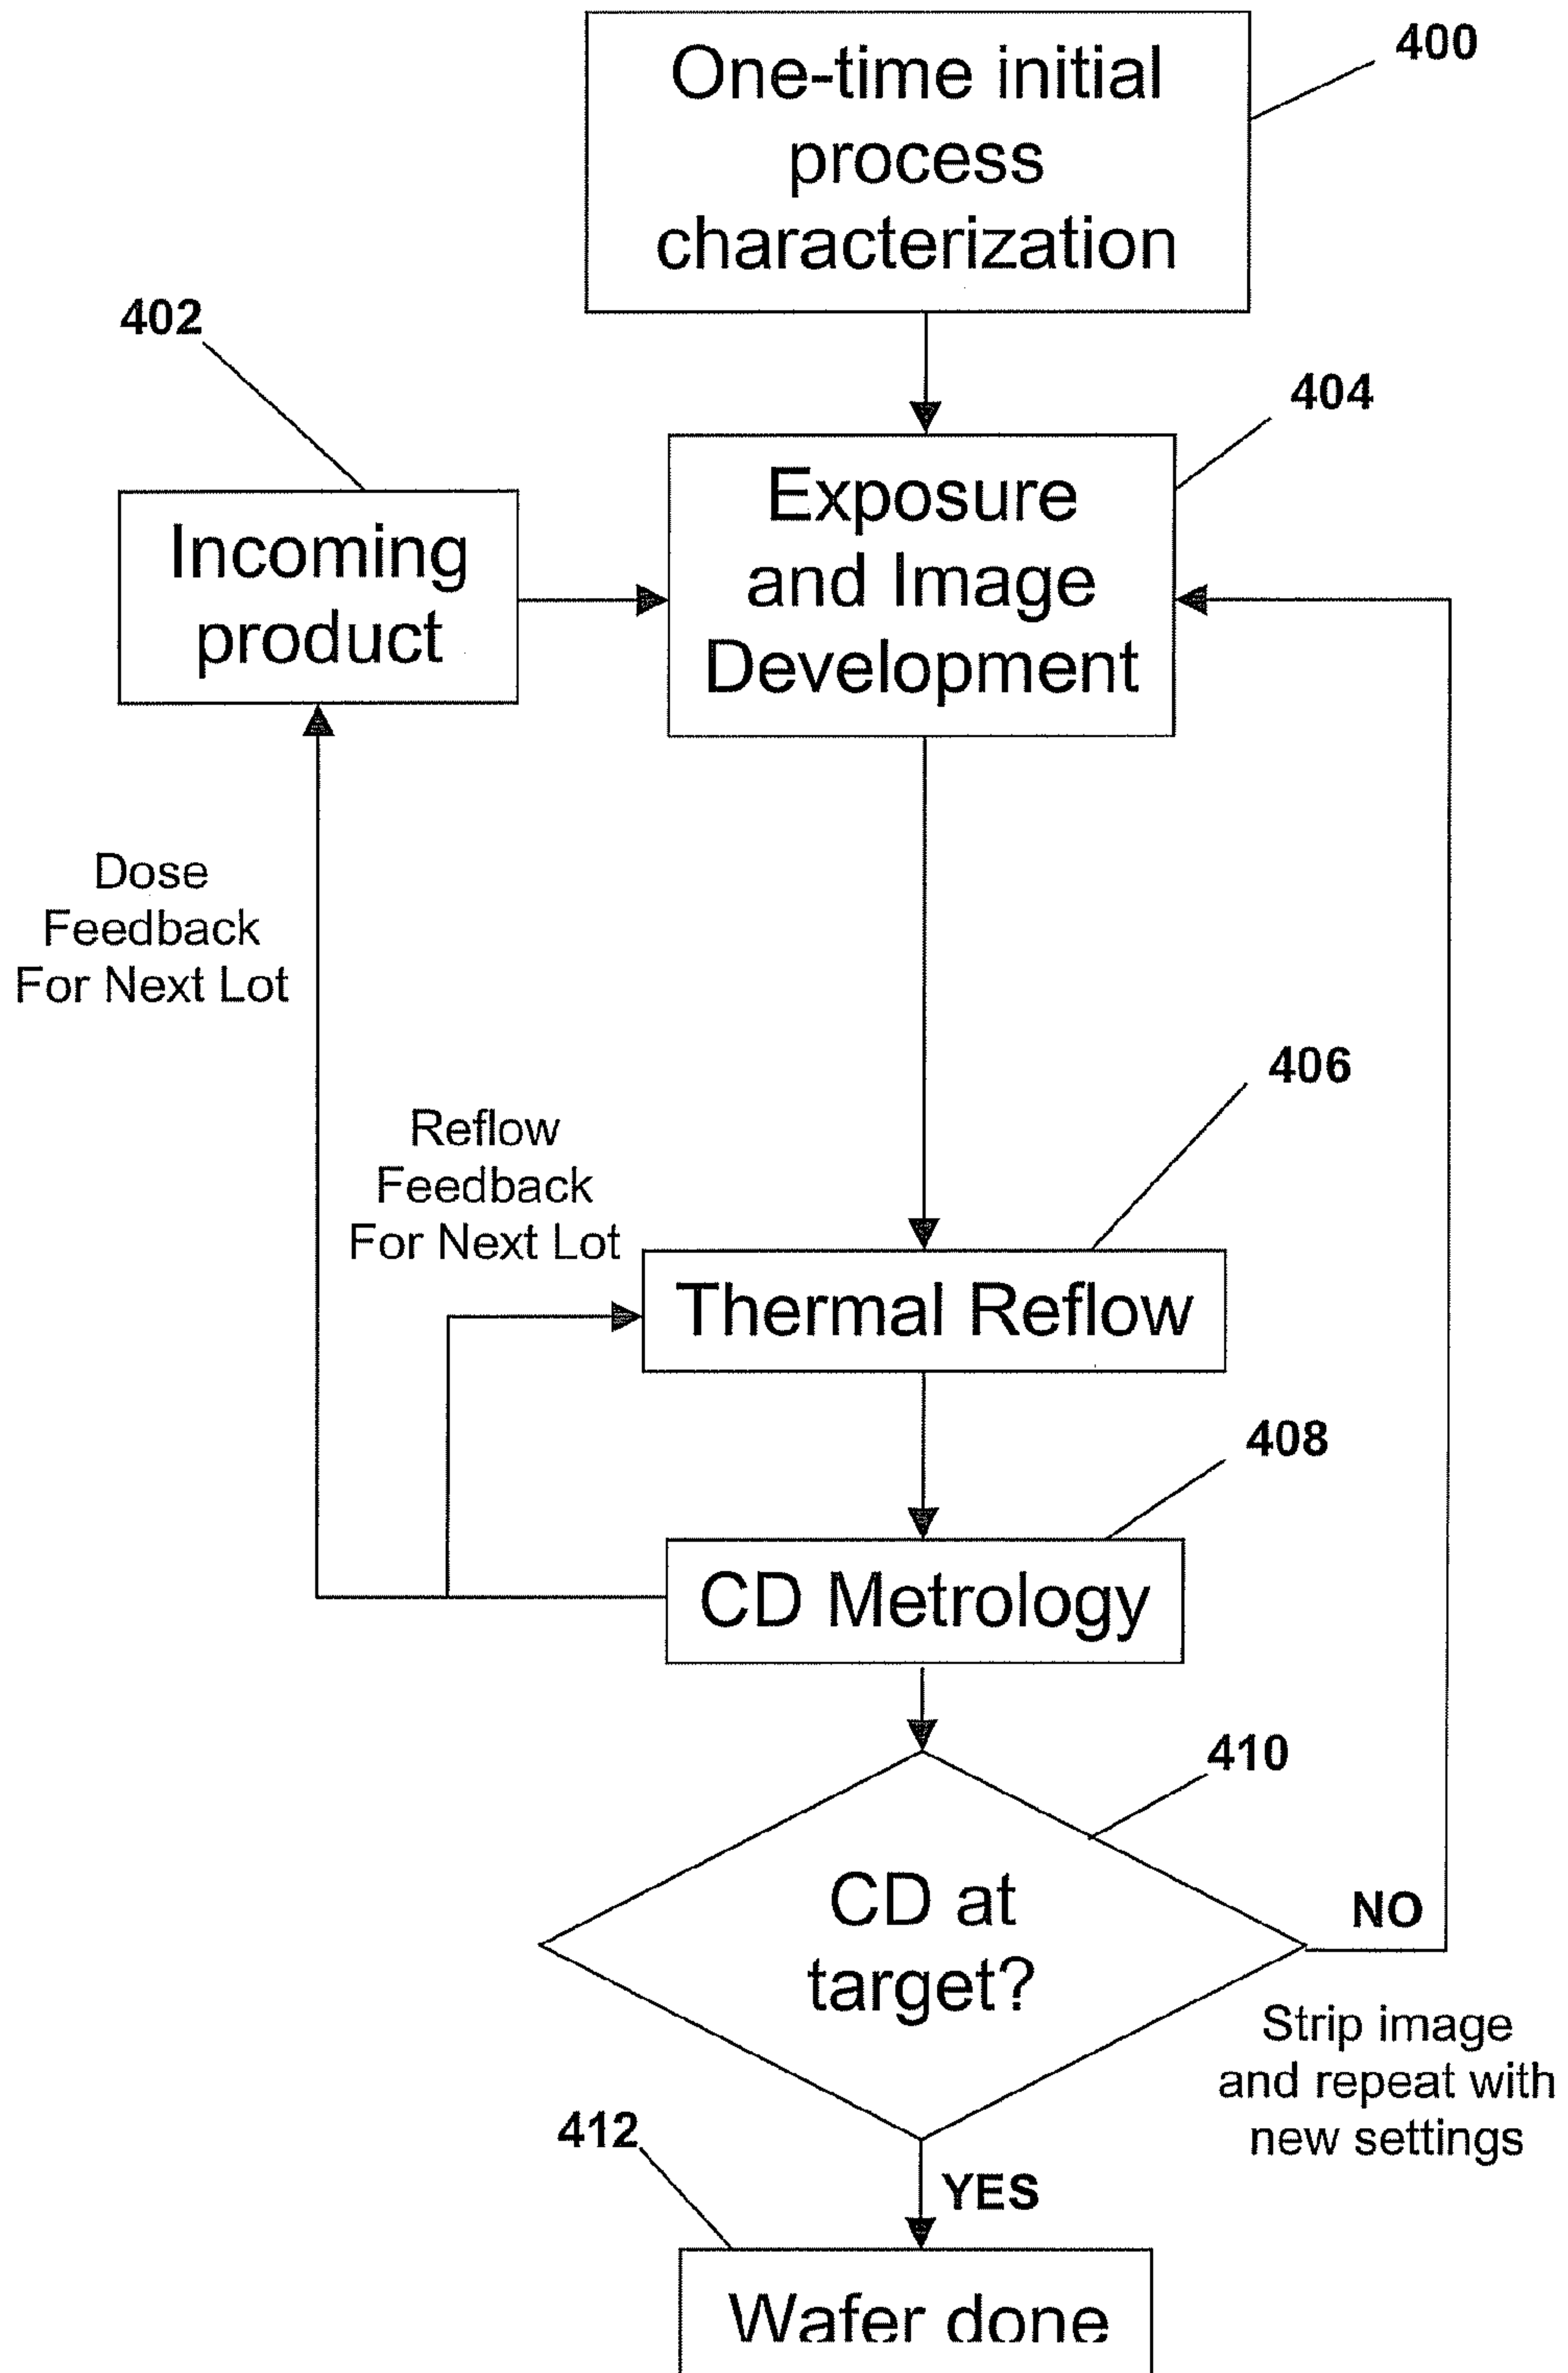 One-time initial
process
characterization
400
402
404
Incoming
product
Exposure
and Image
Development
Dose
Feedback
For Next Lot
406
Reflow
Feedback
For Next Lot
Thermal Reflow
408
CD Metrology
410
CD at
target?
NO
Strip image
and repeat with
new settings
412
YES
Wafer done